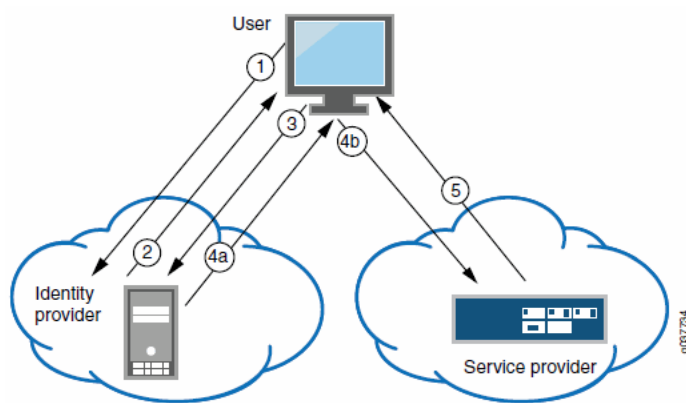 User
1
3
4b
5
2
4a
Identity
provider
Service provider
g037734